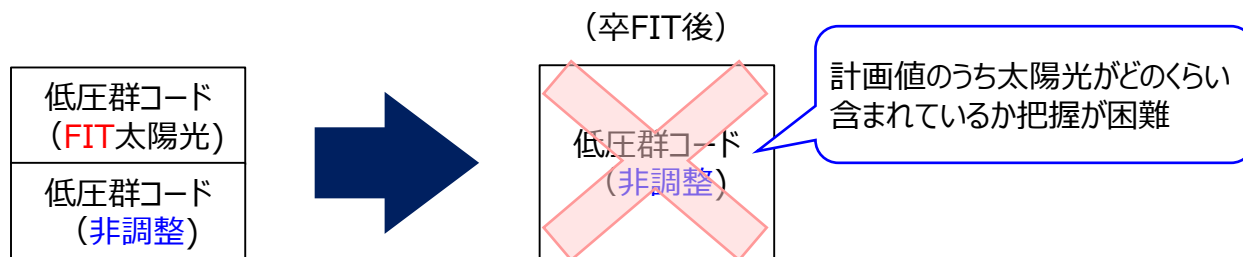 （卒FIT後）
低圧群コード
（FIT太陽光)
低圧群コード
（非調整)
低圧群コード
（非調整)
計画値のうち太陽光がどのくらい
含まれているか把握が困難